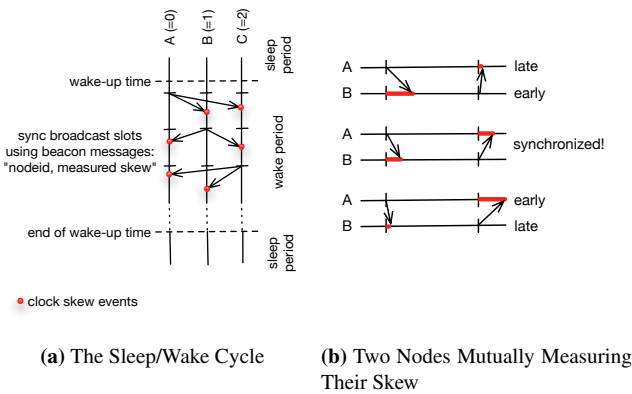 A (=0)
B (=1)
C (=2)
sleep
period
wake-up time
sync broadcast slots
using beacon messages:
"nodeid, measured skew"
wake period
end of wake-up time
sleep
period
clock skew events
(a) The Sleep/Wake Cycle
A
late
B
early
A
synchronized!
B
A
early
B
late
(b) Two Nodes Mutually Measuring
Their Skew